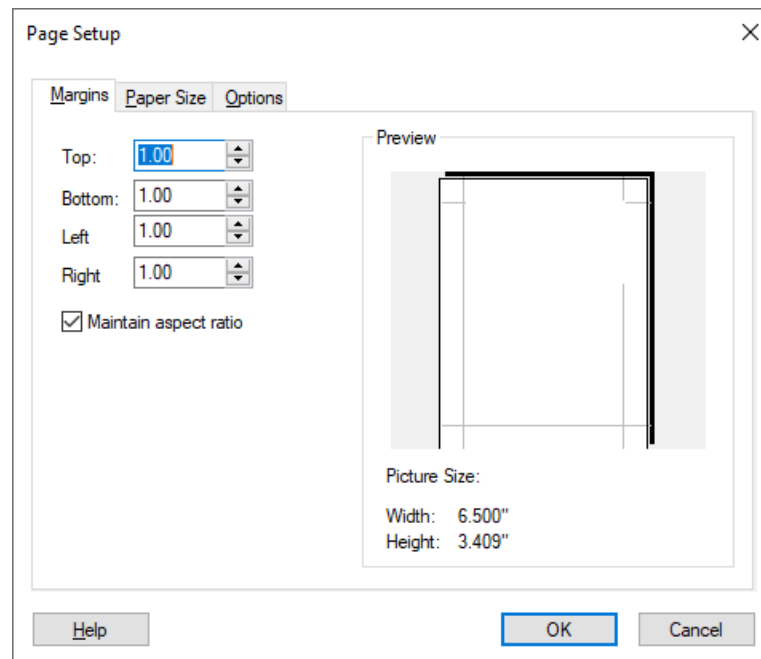 Page Setup
Margins Paper Size Options
Top: 1.00
Bottom: 1.00
Left 1.00
Right 1.00
Maintain aspect ratio
Preview
Picture Size:
Width: 6.500"
Height: 3.409"
Help OK Cancel